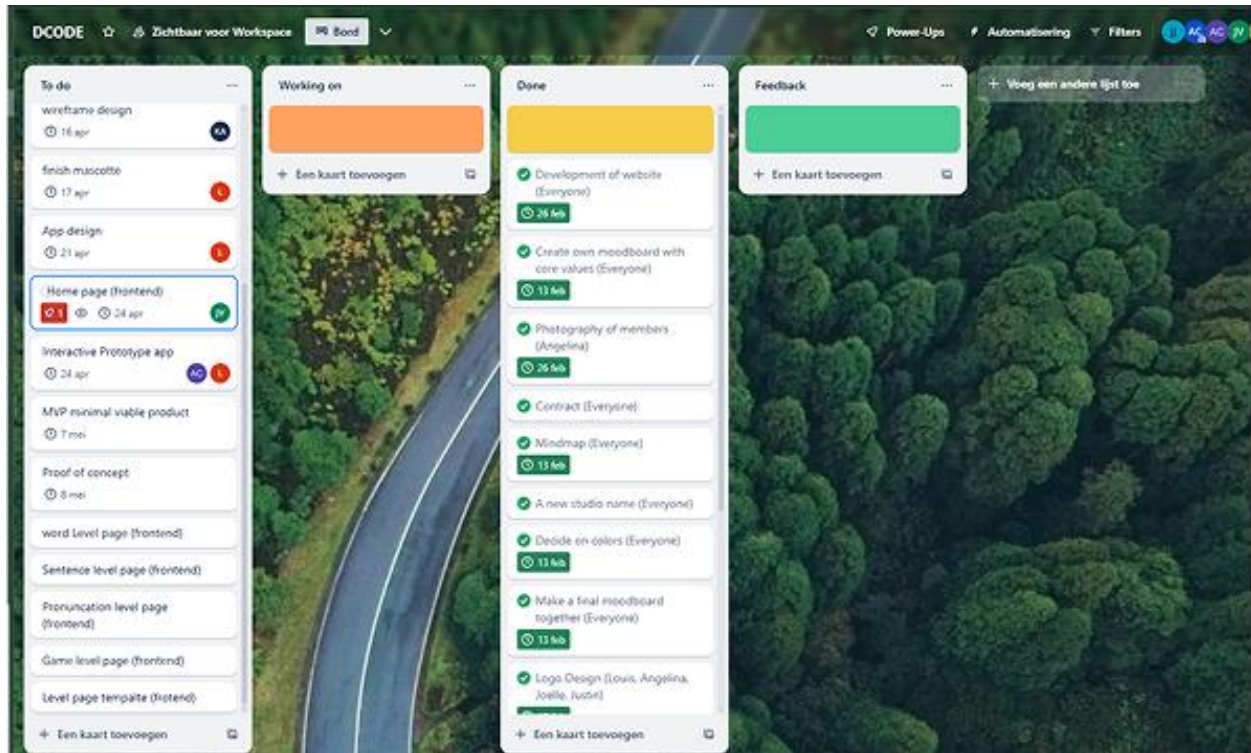 DCODE
Zichtbaar voor Workspace
Bord
Power-Ups
Automatisering
Filters
AC
AC
JV
To do
wireframe design
16 apr
KA
finish mascotte
17 apr
L
App design
21 apr
L
Home page (frontend)
1
24 apr
JV
Interactive Prototype app
24 apr
AC
L
MVP minimal viable product
7 mei
Proof of concept
8 mei
word Level page (frontend)
Sentence level page (frontend)
Pronuncation level page
(frontend)
Game level page (frontend)
Level page tempalte (frotend)
+ Een kaart toevoegen
Working on
+ Een kaart toevoegen
Done
Development of website
(Everyone)
26 feb
Create own moodboard with
core values (Everyone)
13 feb
Photography of members
(Angelina)
26 feb
Contract (Everyone)
Mindmap (Everyone)
13 feb
A new studio name (Everyone)
Decide on colors (Everyone)
13 feb
Make a final moodboard
together (Everyone)
13 feb
Logo Design (Louis, Angelina,
Joelle, Justin)
+ Een kaart toevoegen
Feedback
+ Een kaart toevoegen
+ Voeg een andere lijst toe